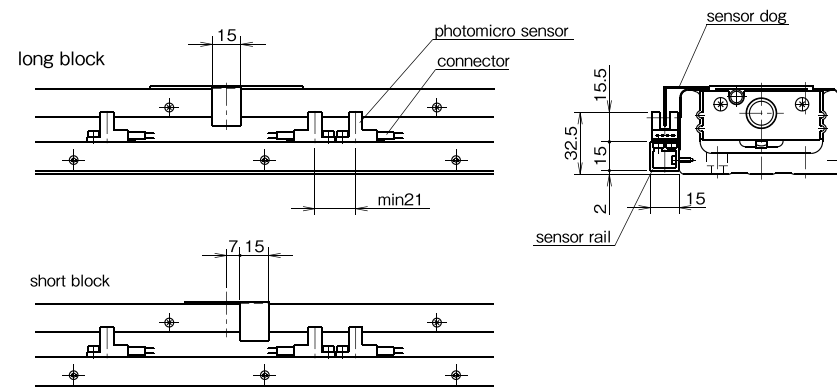 long block
15
photomicro sensor
connector
min21
sensor dog
15.5
32.5
15
2
15
sensor rail
short block
7
15